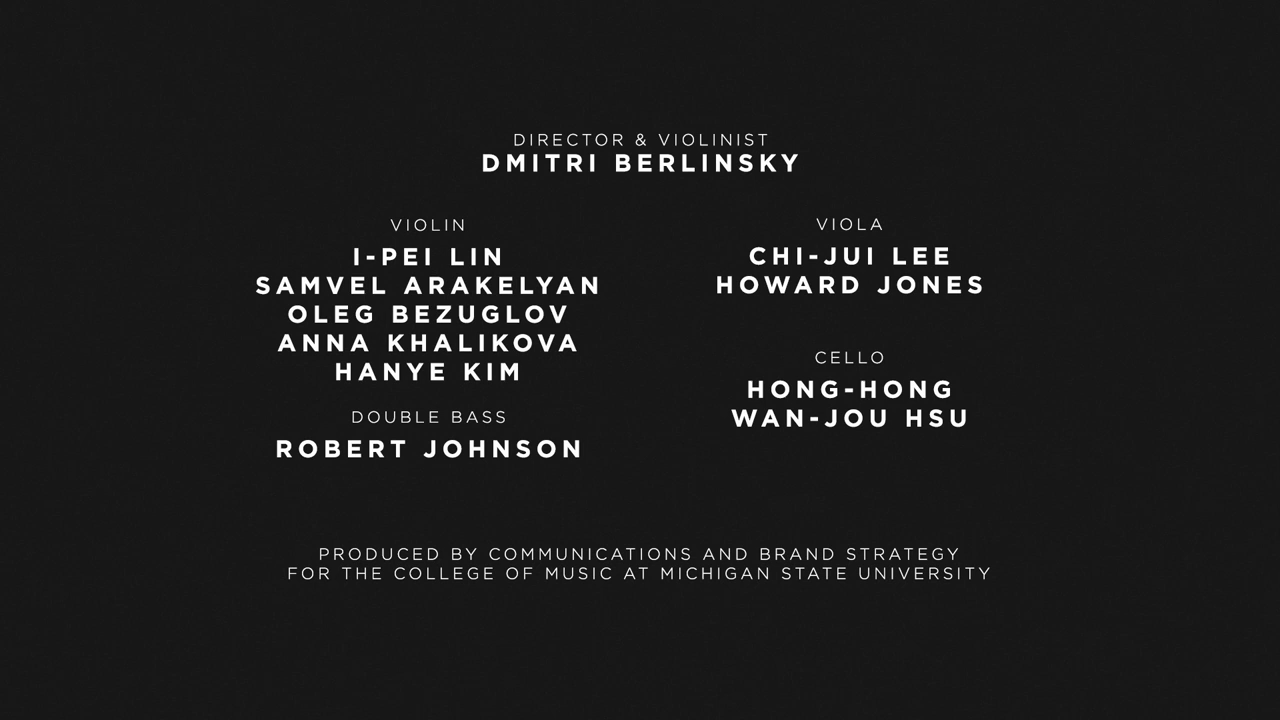 DIRECTOR & VIOLINIST
DMITRI BERLINSKY
VIOLIN
I-PEI LIN
SAMVEL ARAKELYAN
OLEG BEZUGLOV
ANNA KHALIKOVA
HANYE KIM
DOUBLE BASS
ROBERT JOHNSON
VIOLA
CHI-JUI LEE
HOWARD JONES
CELLO
HONG-HONG
WAN-JOU HSU
PRODUCED BY COMMUNICATIONS AND BRAND STRATEGY
FOR THE COLLEGE OF MUSIC AT MICHIGAN STATE UNIVERSITY